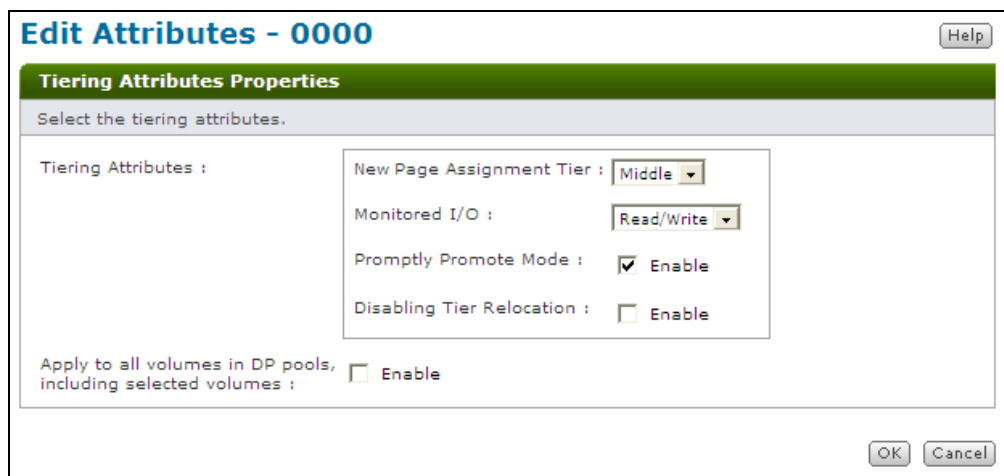 Edit Attributes - 0000
Help
Tiering Attributes Properties
Select the tiering attributes.
Tiering Attributes :
New Page Assignment Tier : Middle
Monitored I/O : Read/Write
Promptly Promote Mode : Enable
Disabling Tier Relocation : Enable
Apply to all volumes in DP pools,
including selected volumes : Enable
OK Cancel